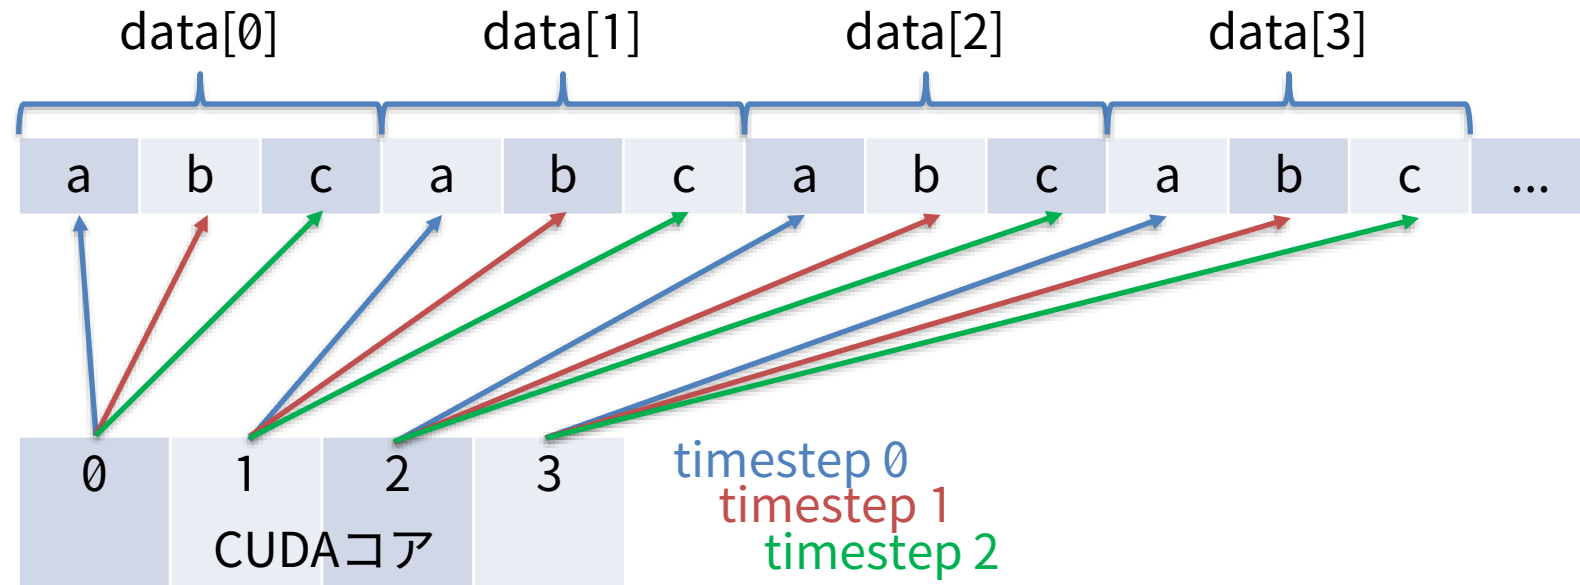 data[0] data[1] data[2] data[3]
a b c a b c a b c a b c ...
0 1 2 3
CUDAコア
timestep 0
timestep 1
timestep 2